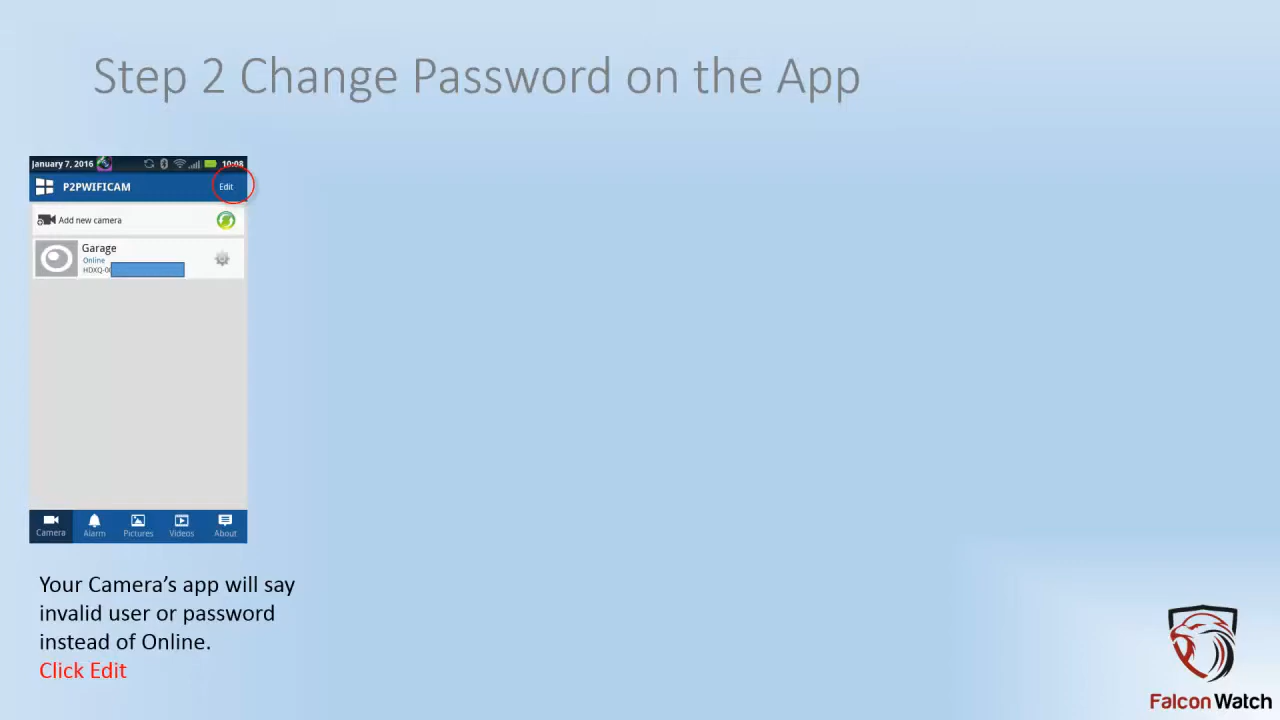 Step 2 Change Password on the App
January 7, 2016 10:08
P2PWIFICAM Edit
Add new camera
Garage
Online
HDXQ-00
Camera Alarm Pictures Videos About
Your Camera’s app will say
invalid user or password
instead of Online.
Click Edit
Falcon Watch